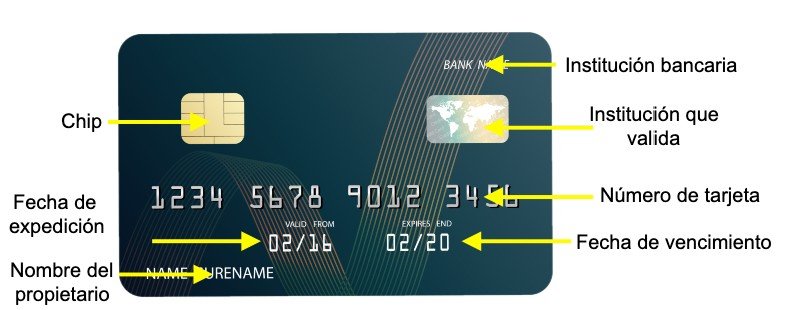 BANK NAME
Institución bancaria
Chip
Institución que
valida
1234 5678 9012 3456
Número de tarjeta
Fecha de
expedición
VALID FROM
EXPIRES END
02/16
02/20
Fecha de vencimiento
Nombre del
propietario
NAME SURENAME